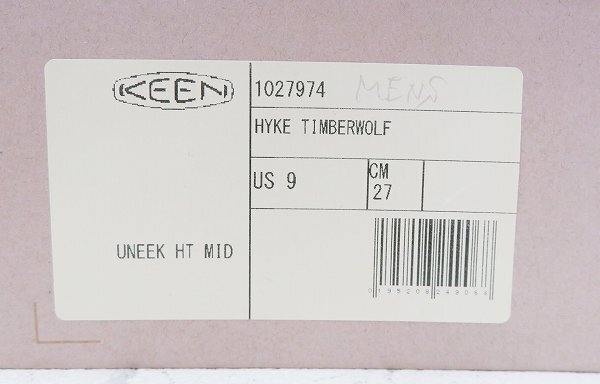 KEEN
1027974 MENS
HYKE TIMBERWOLF
US 9
CM
27
UNEEK HT MID